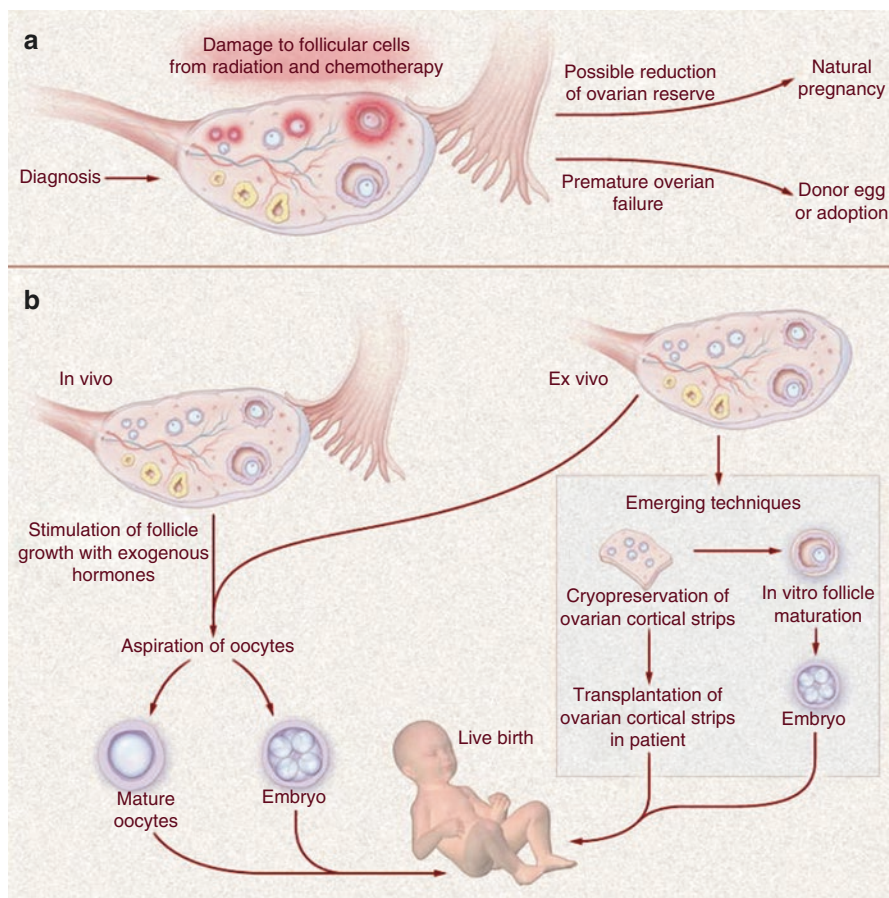 a
Damage to follicular cells
from radiation and chemotherapy
Diagnosis
Possible reduction
of ovarian reserve
Natural
pregnancy
Premature overian
failure
Donor egg
or adoption
b
In vivo
Ex vivo
Stimulation of follicle
growth with exogenous
hormones
Aspiration of oocytes
Mature
oocytes
Embryo
Live birth
Emerging techniques
Cryopreservation of
ovarian cortical strips
In vitro follicle
maturation
Transplantation of
ovarian cortical strips
in patient
Embryo